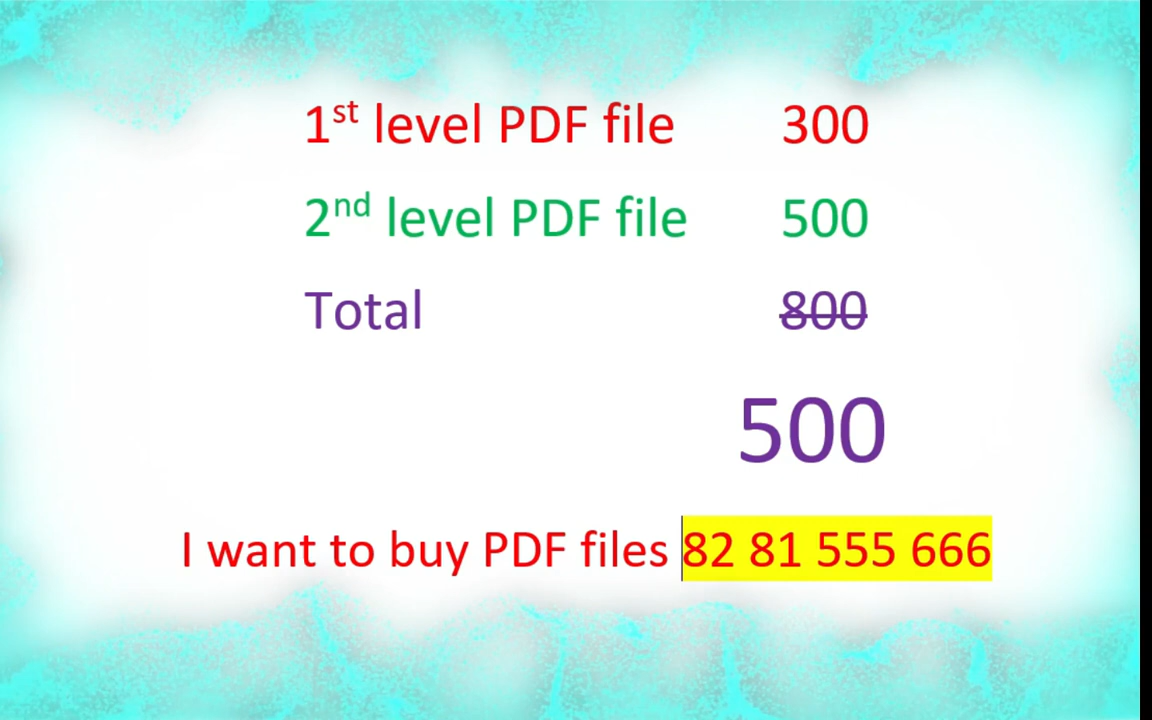 1st level PDF file 300
2nd level PDF file 500
Total 800
500
I want to buy PDF files 82 81 555 666